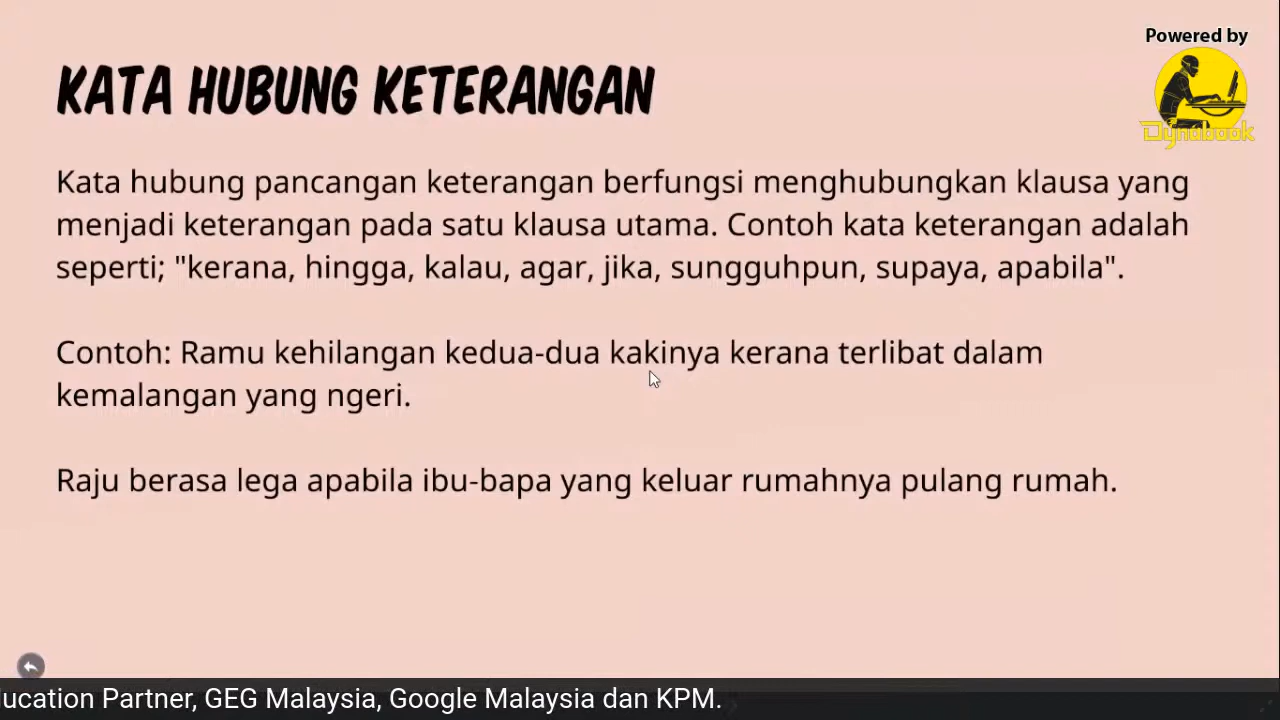 Powered by
Dynabook
KATA HUBUNG KETERANGAN
Kata hubung pancangan keterangan berfungsi menghubungkan klausa yang
menjadi keterangan pada satu klausa utama. Contoh kata keterangan adalah
seperti; "kerana, hingga, kalau, agar, jika, sungguhpun, supaya, apabila".
Contoh: Ramu kehilangan kedua-dua kakinya kerana terlibat dalam
kemalangan yang ngeri.
Raju berasa lega apabila ibu-bapa yang keluar rumahnya pulang rumah.
ucation Partner, GEG Malaysia, Google Malaysia dan KPM.